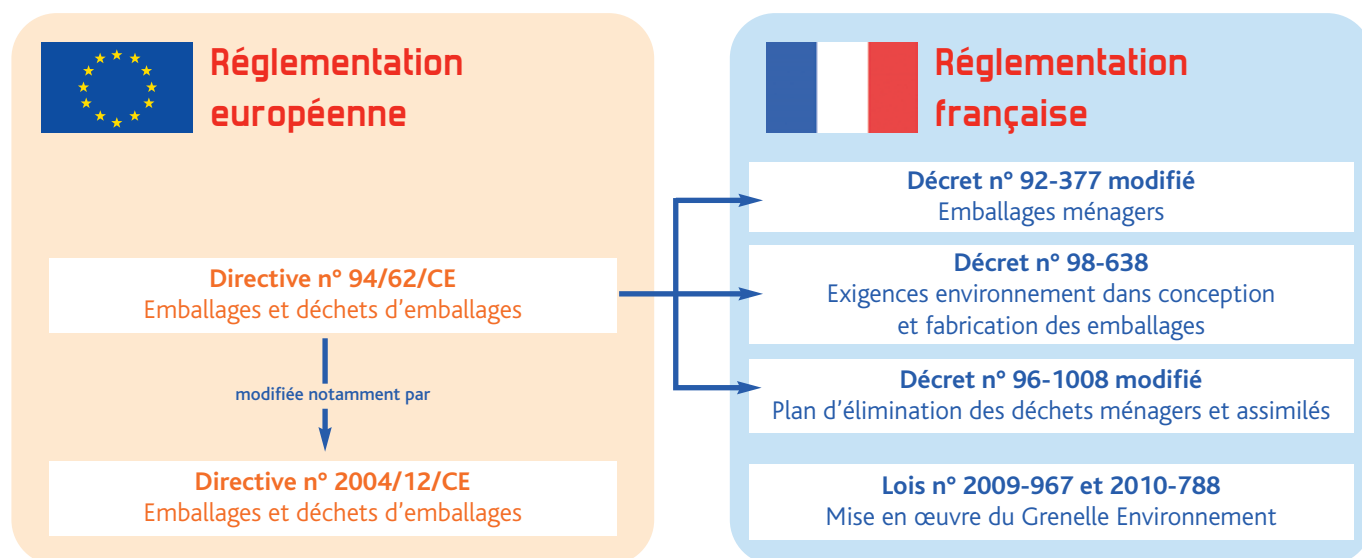 Réglementation
européenne
Directive n° 94/62/CE
Emballages et déchets d’emballages
modifiée notamment par
Directive n° 2004/12/CE
Emballages et déchets d’emballages
Réglementation
française
Décret n° 92-377 modifié
Emballages ménagers
Décret n° 98-638
Exigences environnement dans conception
et fabrication des emballages
Décret n° 96-1008 modifié
Plan d’élimination des déchets ménagers et assimilés
Lois n° 2009-967 et 2010-788
Mise en œuvre du Grenelle Environnement